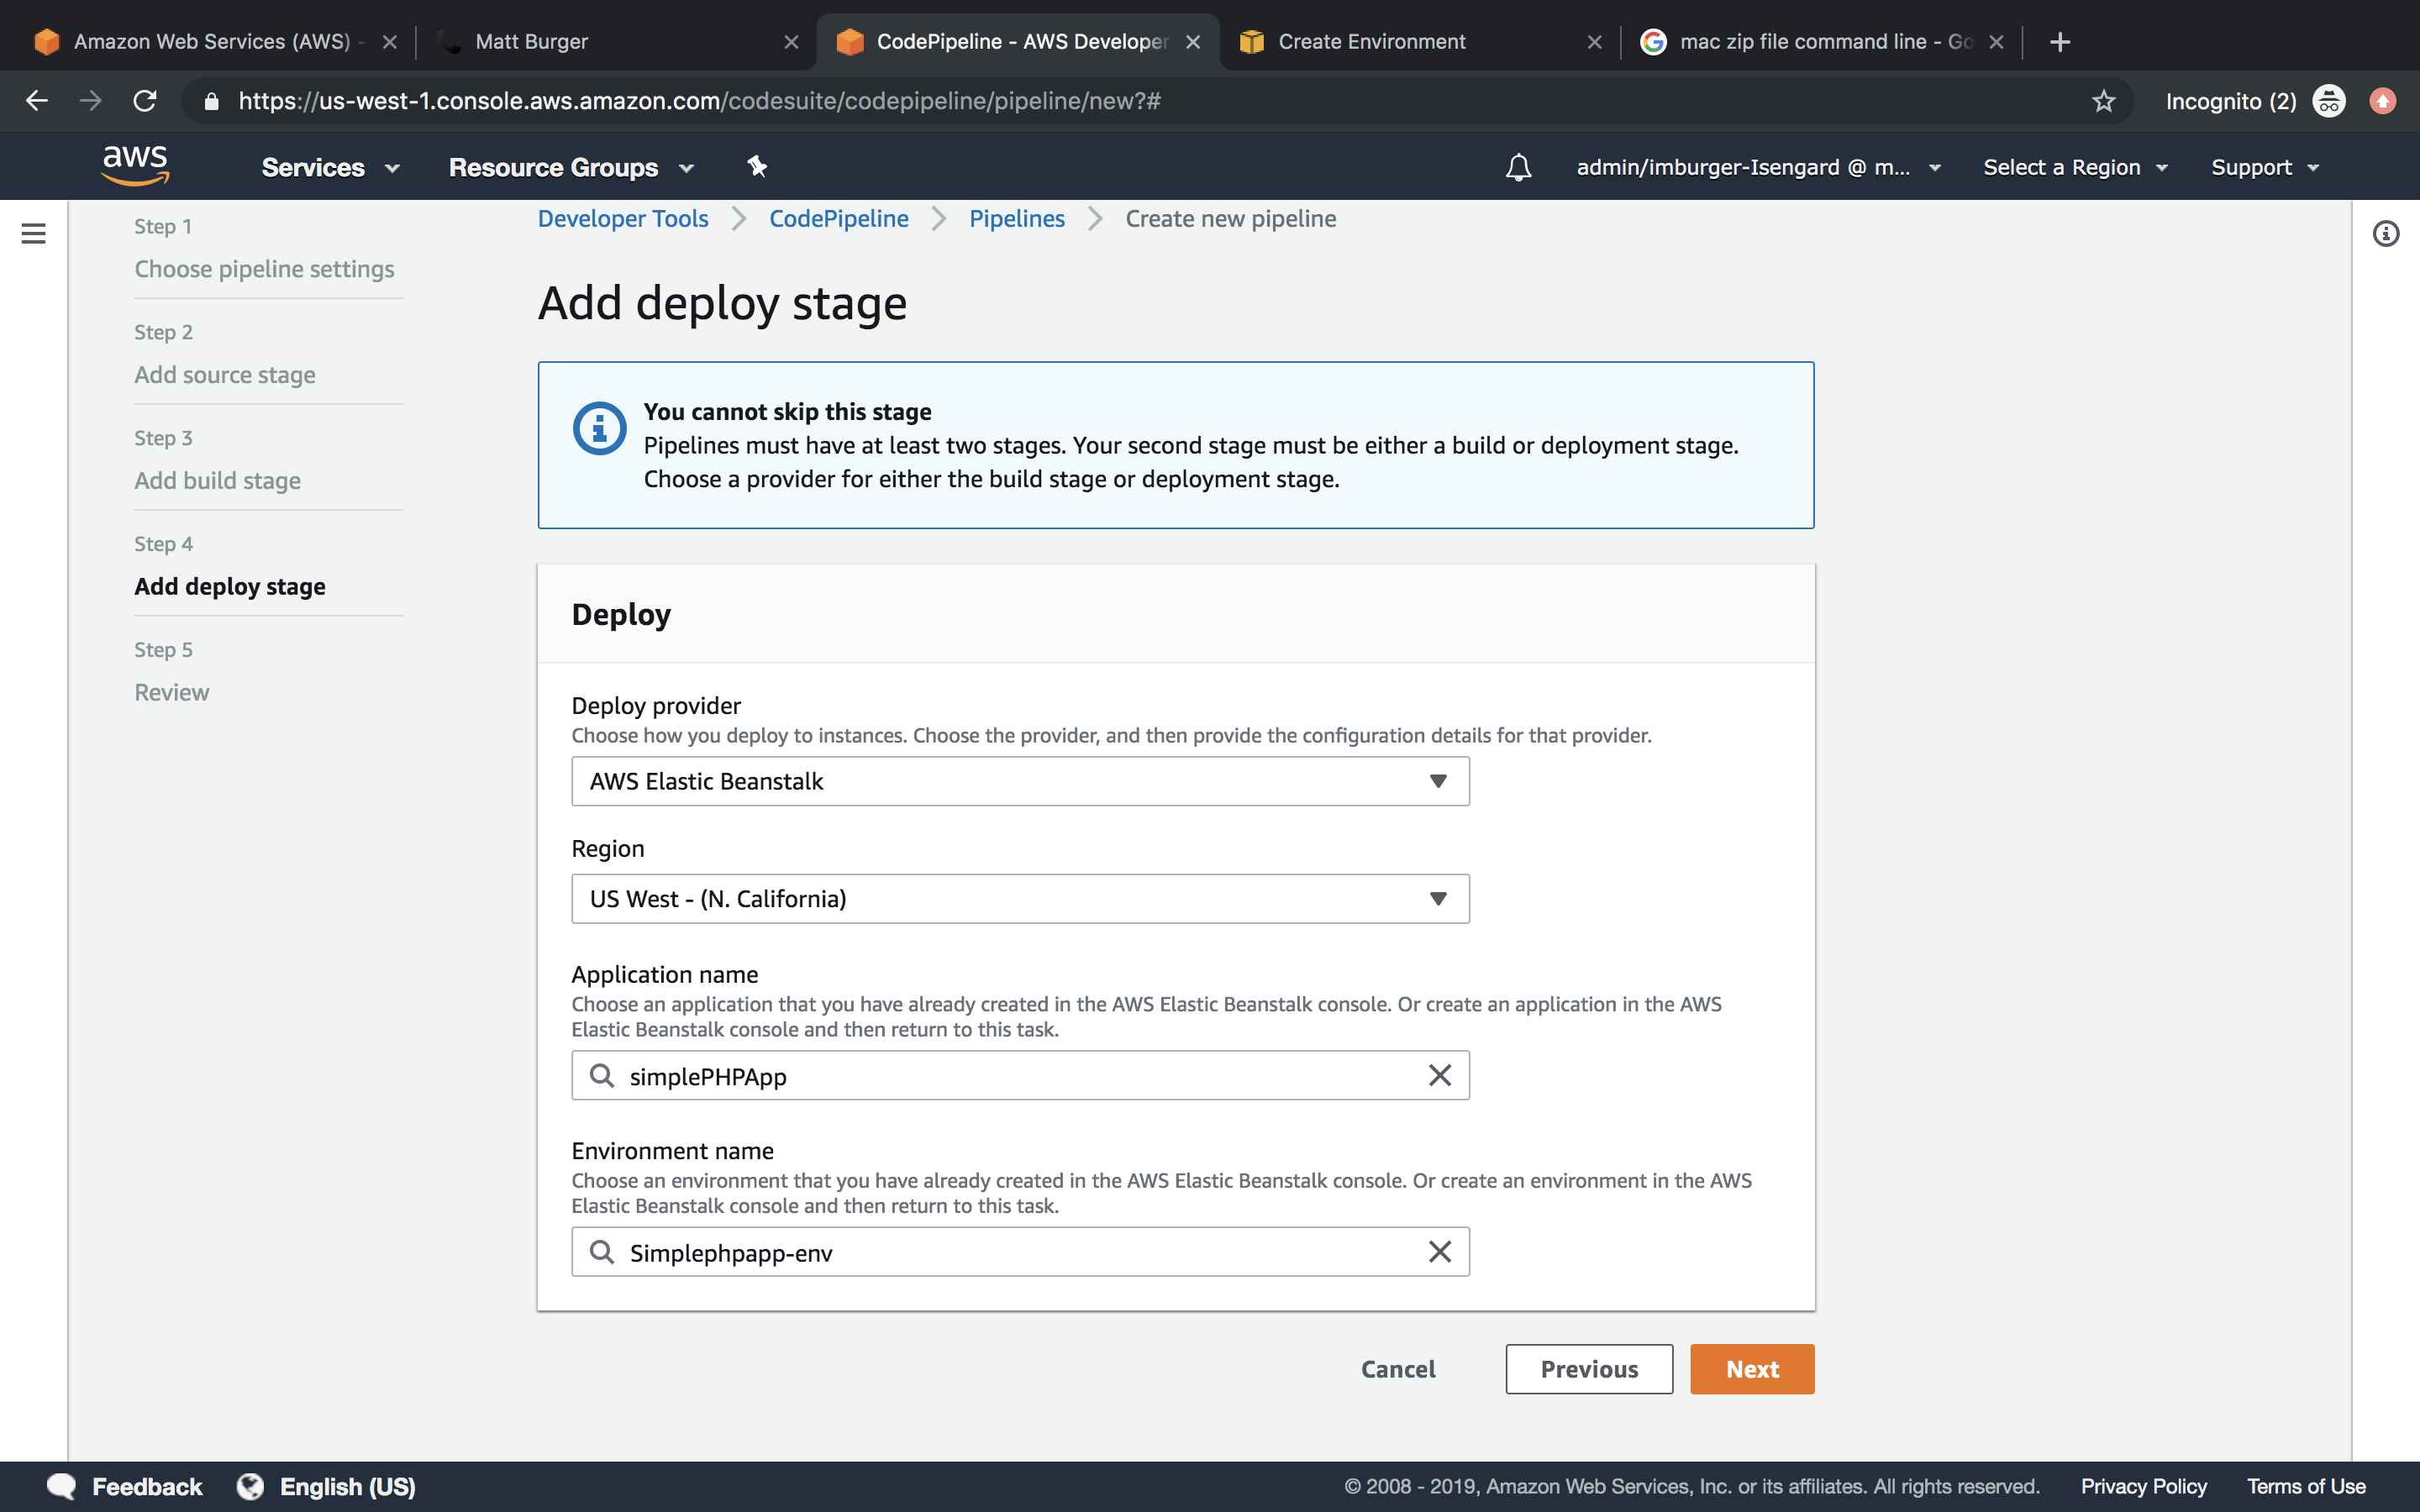 Amazon Web Services (AWS) -
Matt Burger
CodePipeline - AWS Developer
Create Environment
mac zip file command line - Go
https://us-west-1.console.aws.amazon.com/codesuite/codepipeline/pipeline/new?#
Incognito (2)
aws
Services
Resource Groups
admin/imburger-Isengard @ m...
Select a Region
Support
Step 1
Choose pipeline settings
Step 2
Add source stage
Step 3
Add build stage
Step 4
Add deploy stage
Step 5
Review
Developer Tools
CodePipeline
Pipelines
Create new pipeline
Add deploy stage
You cannot skip this stage
Pipelines must have at least two stages. Your second stage must be either a build or deployment stage.
Choose a provider for either the build stage or deployment stage.
Deploy
Deploy provider
Choose how you deploy to instances. Choose the provider, and then provide the configuration details for that provider.
AWS Elastic Beanstalk
Region
US West - (N. California)
Application name
Choose an application that you have already created in the AWS Elastic Beanstalk console. Or create an application in the AWS
Elastic Beanstalk console and then return to this task.
simplePHPApp
Environment name
Choose an environment that you have already created in the AWS Elastic Beanstalk console. Or create an environment in the AWS
Elastic Beanstalk console and then return to this task.
Simplephpapp-env
Cancel
Previous
Next
Feedback
English (US)
© 2008 - 2019, Amazon Web Services, Inc. or its affiliates. All rights reserved.
Privacy Policy
Terms of Use